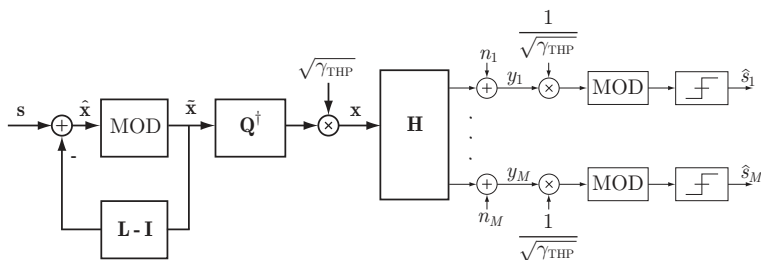 s
+
x̂
-
MOD
x̃
L - I
Q†
√γTHP
×
x
H
n1
+
y1
1/√γTHP
×
MOD
ŝ1
. . .
nM
+
yM
1/√γTHP
×
MOD
ŝM